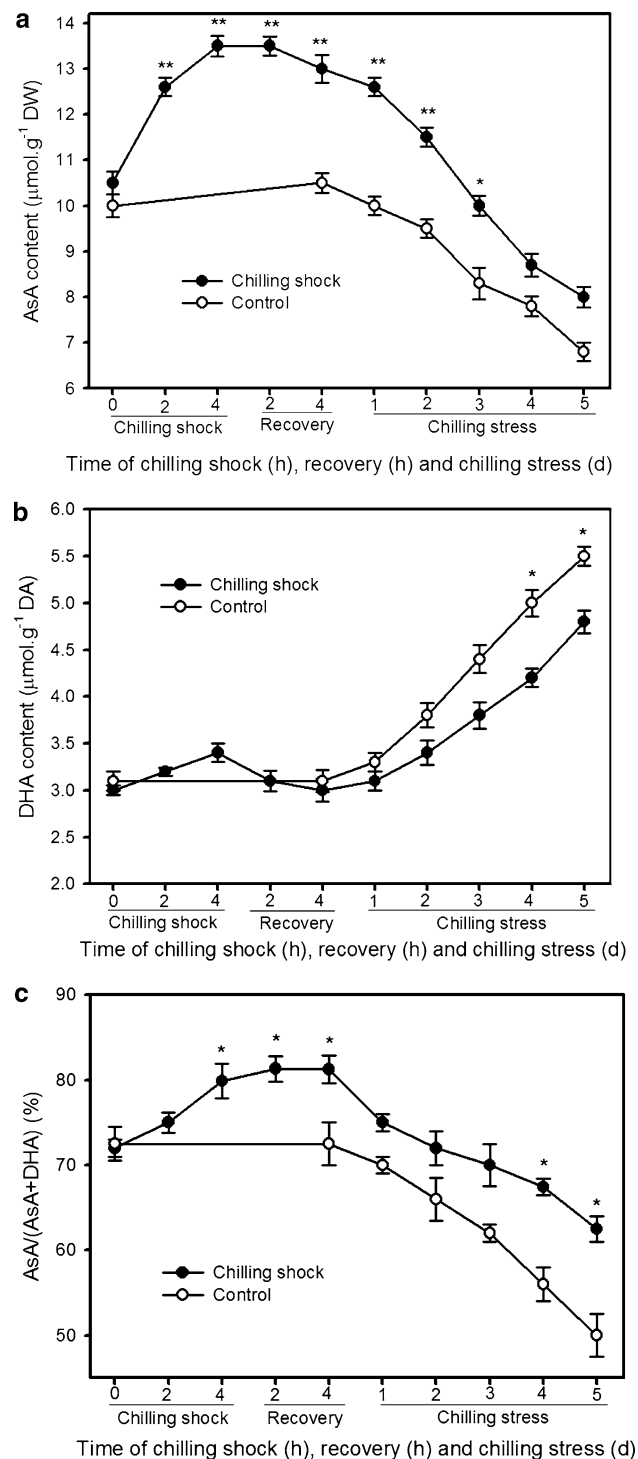 a
AsA content (μmol.g⁻¹ DW)
14
13
12
11
10
9
8
7
6
** ** ** ** ** ** *
Chilling shock
Control
0 2 4 2 4 1 2 3 4 5
Chilling shock Recovery Chilling stress
Time of chilling shock (h), recovery (h) and chilling stress (d)
b
DHA content (μmol.g⁻¹ DA)
6.0
5.5
5.0
4.5
4.0
3.5
3.0
2.5
2.0
* *
Chilling shock
Control
0 2 4 2 4 1 2 3 4 5
Chilling shock Recovery Chilling stress
Time of chilling shock (h), recovery (h) and chilling stress (d)
c
AsA/(AsA+DHA) (%)
90
80
70
60
50
* * * * *
Chilling shock
Control
0 2 4 2 4 1 2 3 4 5
Chilling shock Recovery Chilling stress
Time of chilling shock (h), recovery (h) and chilling stress (d)